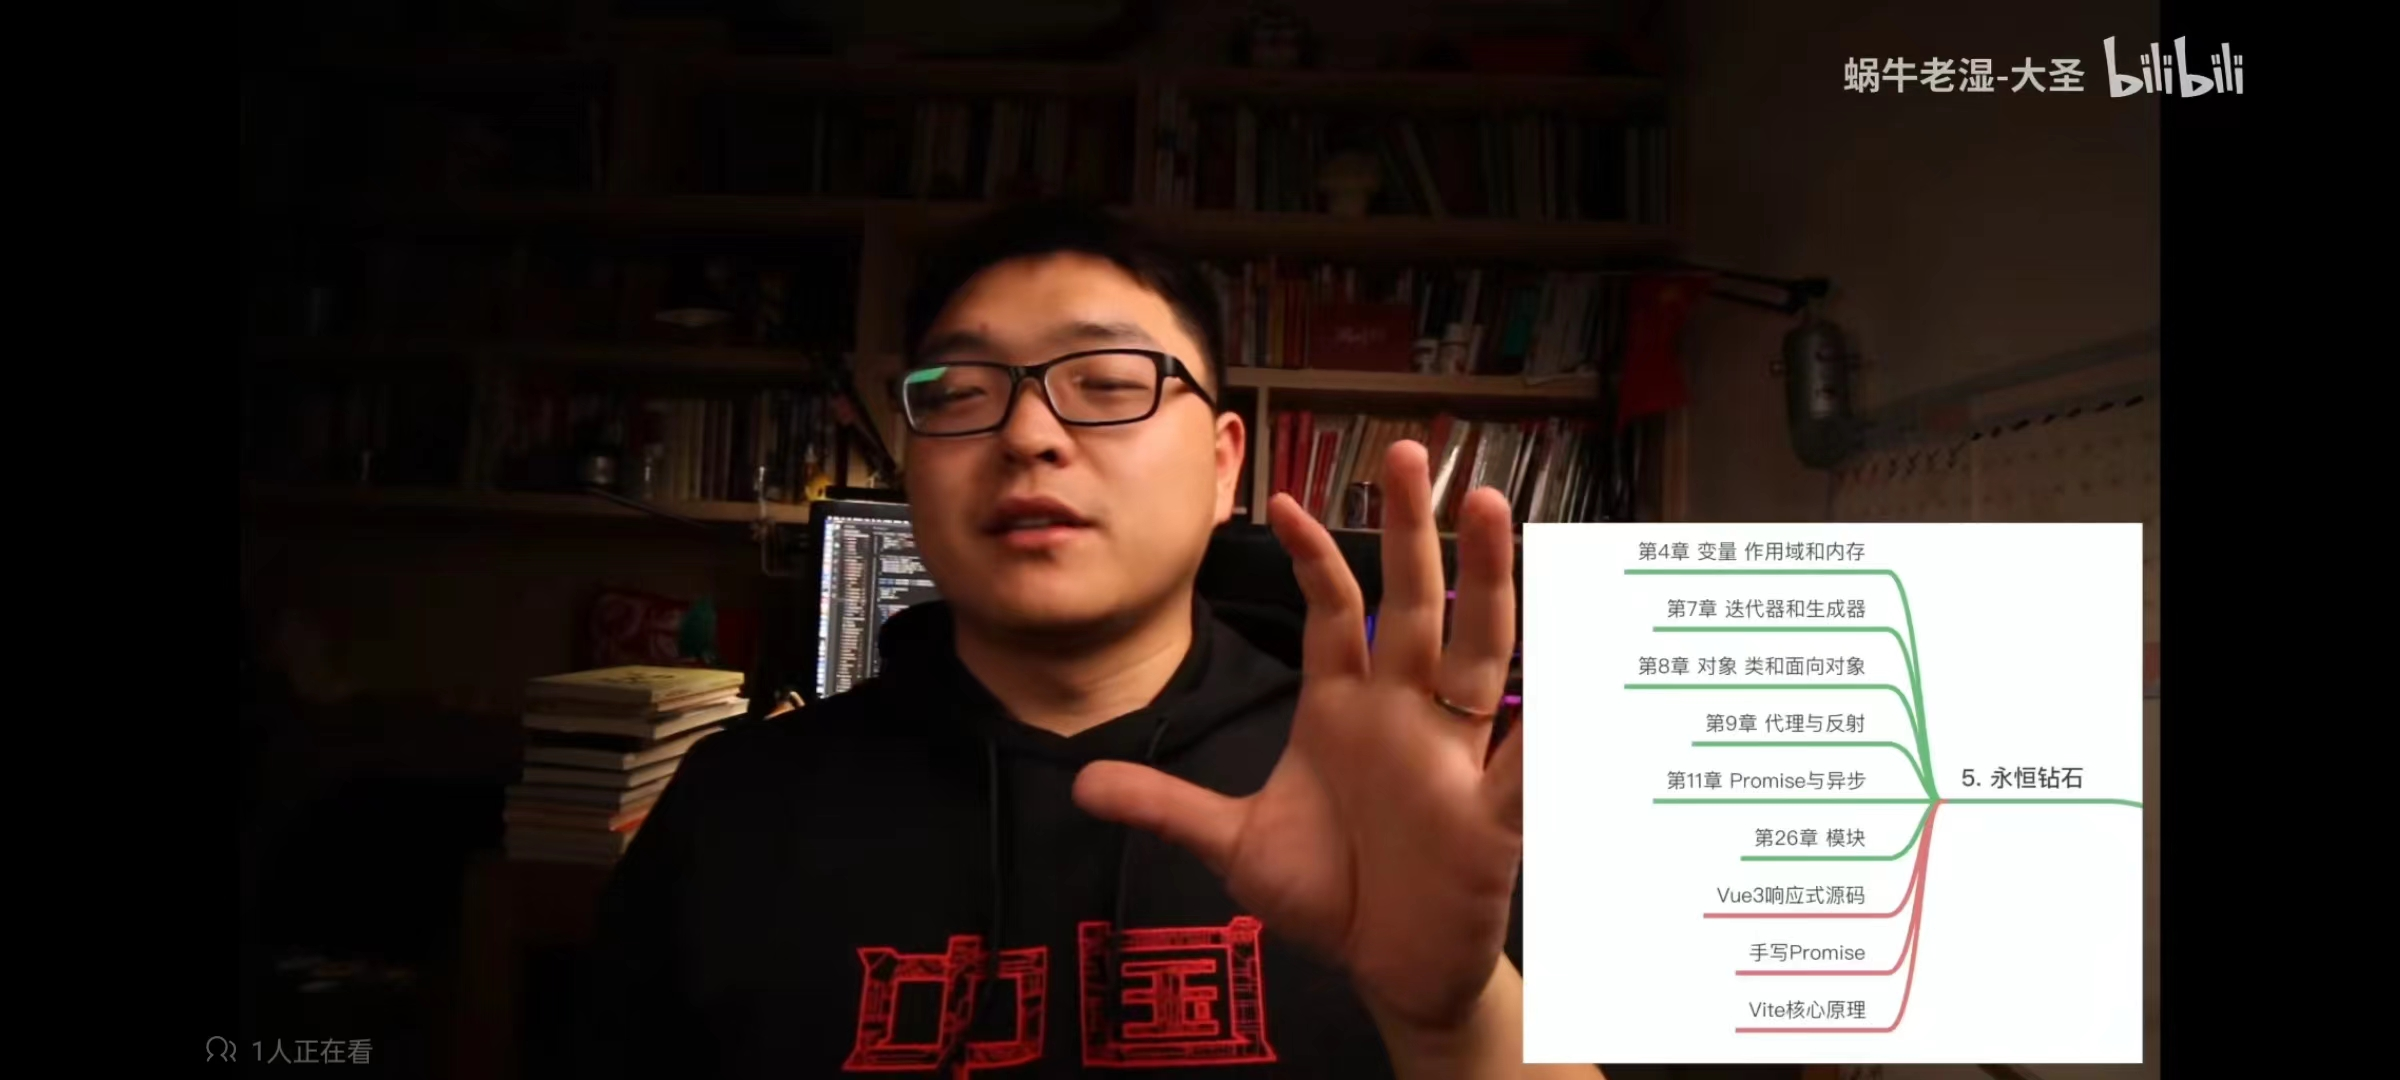 蜗牛老湿-大圣 bilibili
第4章 变量 作用域和内存
第7章 迭代器和生成器
第8章 对象 类和面向对象
第9章 代理与反射
第11章 Promise与异步
5. 永恒钻石
第26章 模块
Vue3响应式源码
手写Promise
Vite核心原理
中国
1人正在看